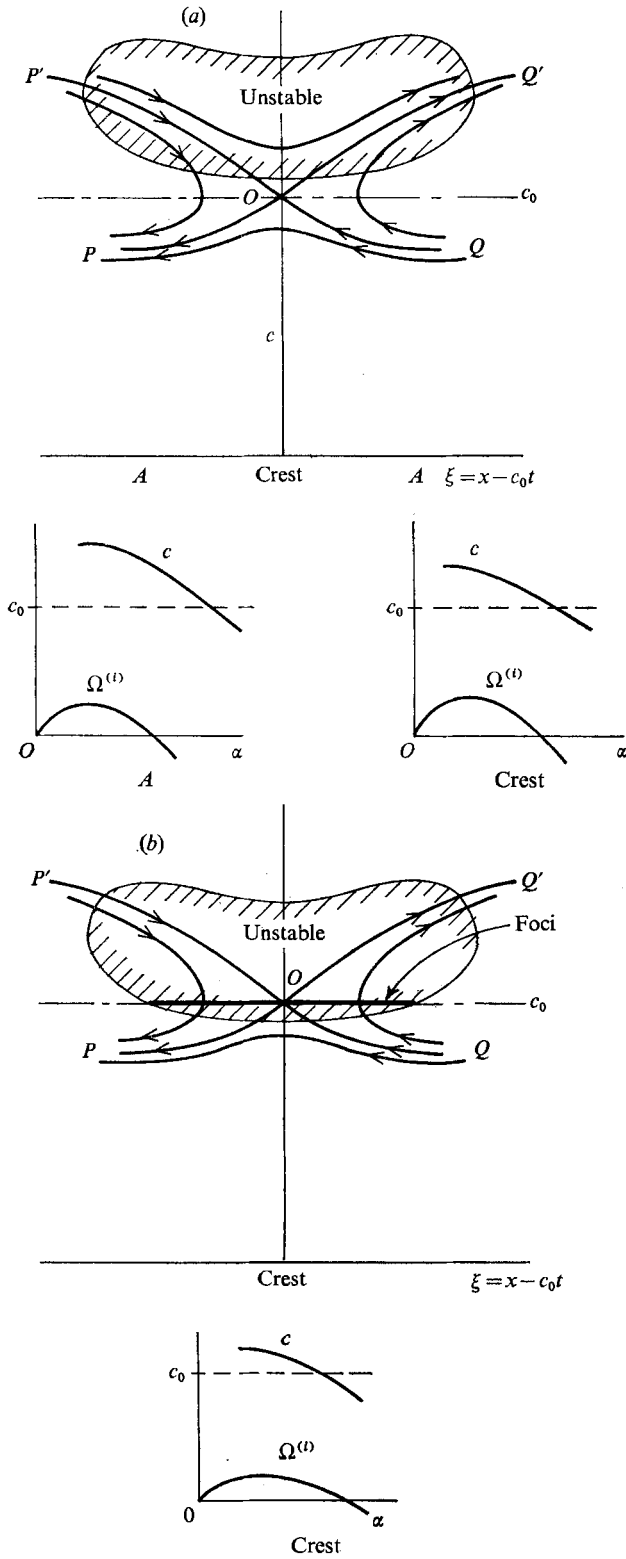 (a)
P' Unstable Q'
O c₀
P Q
c
A Crest A ξ = x − c₀t
c c
c₀ c₀
Ω⁽ⁱ⁾ Ω⁽ⁱ⁾
O α O α
A Crest
(b)
P' Q'
Unstable Foci
O
c₀
P Q
Crest ξ = x − c₀t
c
c₀
Ω⁽ⁱ⁾
0 α
Crest